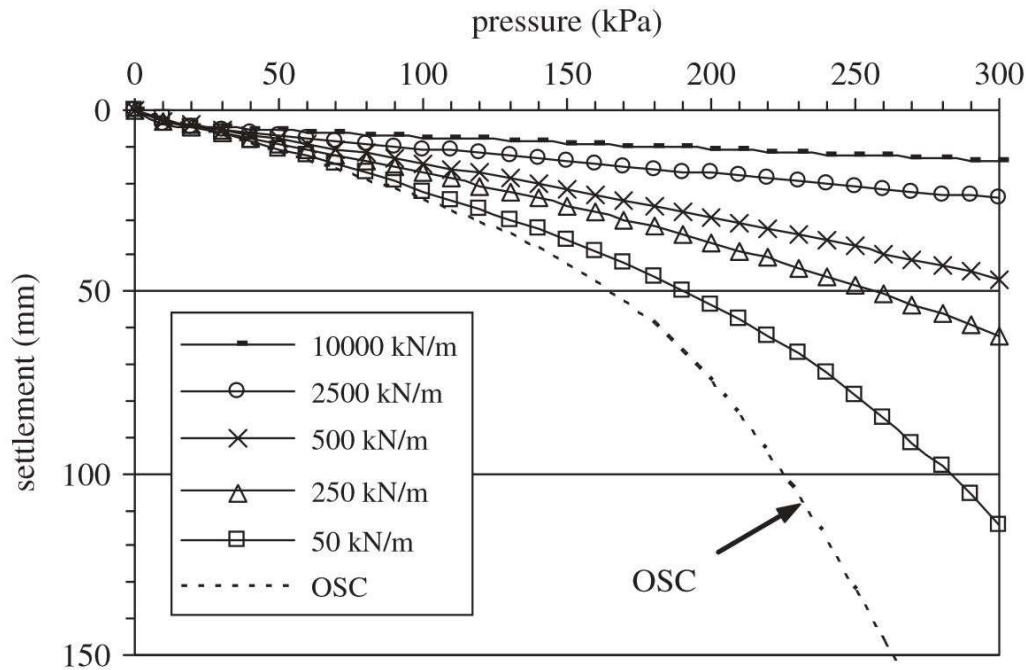 pressure (kPa)
0 50 100 150 200 250 300
0
50
100
150
settlement (mm)
10000 kN/m
2500 kN/m
500 kN/m
250 kN/m
50 kN/m
OSC
OSC